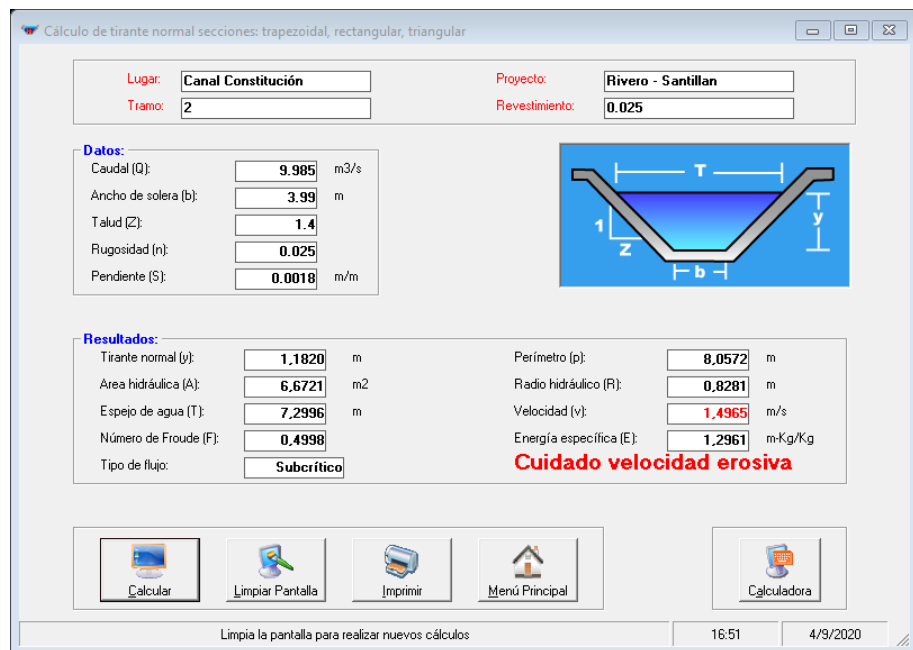 Cálculo de tirante normal secciones: trapezoidal, rectangular, triangular
Lugar: Canal Constitución Proyecto: Rivero - Santillan
Tramo: 2 Revestimiento: 0.025
Datos:
Caudal (Q): 9.985 m3/s
Ancho de solera (b): 3.99 m
Talud (Z): 1.4
Rugosidad (n): 0.025
Pendiente (S): 0.0018 m/m
T
y
1
Z
b
Resultados:
Tirante normal (y): 1,1820 m Perímetro (p): 8,0572 m
Area hidráulica (A): 6,6721 m2 Radio hidráulico (R): 0,8281 m
Espejo de agua (T): 7,2996 m Velocidad (v): 1,4965 m/s
Número de Froude (F): 0,4998 Energía específica (E): 1,2961 m-Kg/Kg
Tipo de flujo: Subcrítico Cuidado velocidad erosiva
Calcular Limpiar Pantalla Imprimir Menú Principal Calculadora
Limpia la pantalla para realizar nuevos cálculos 16:51 4/9/2020